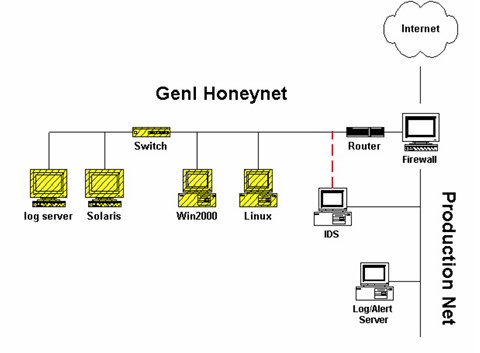 Internet
GenI Honeynet
Switch
Router
Firewall
log server
Solaris
Win2000
Linux
IDS
Log/Alert
Server
Production Net